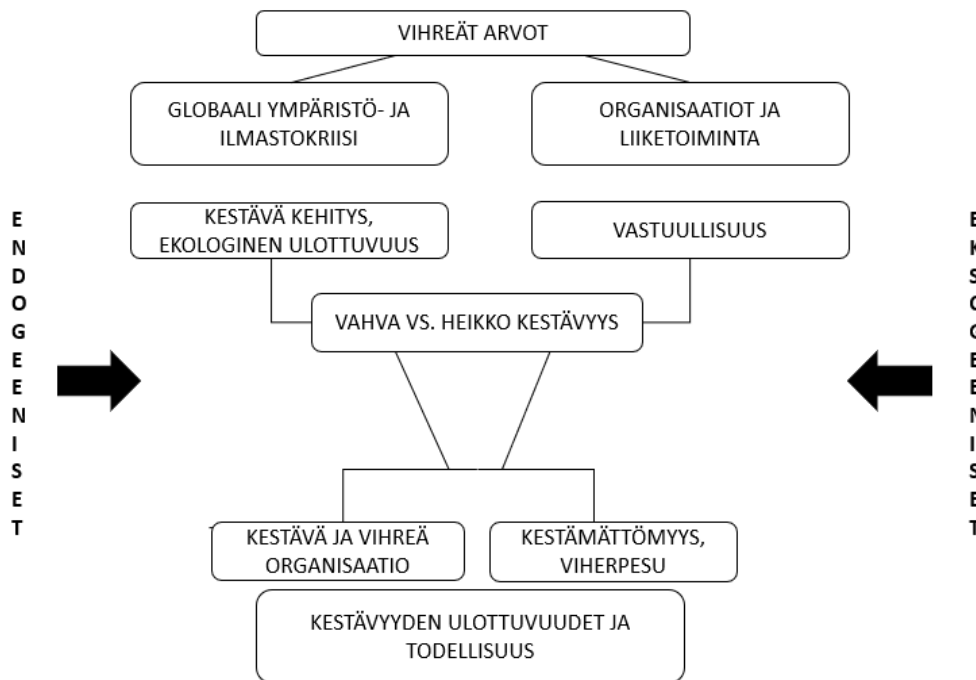 VIHREÄT ARVOT
GLOBAALI YMPÄRISTÖ- JA
ILMASTOKRIISI
ORGANISAATIOT JA
LIIKETOIMINTA
KESTÄVÄ KEHITYS,
EKOLOGINEN ULOTTUVUUS
VASTUULLISUUS
ENDOGEENISET
EKSOGEENISET
VAHVA VS. HEIKKO KESTÄVYYS
KESTÄVÄ JA VIHREÄ
ORGANISAATIO
KESTÄMÄTTÖMYYS,
VIHERPESU
KESTÄVYYDEN ULOTTUVUUDET JA
TODELLISUUS